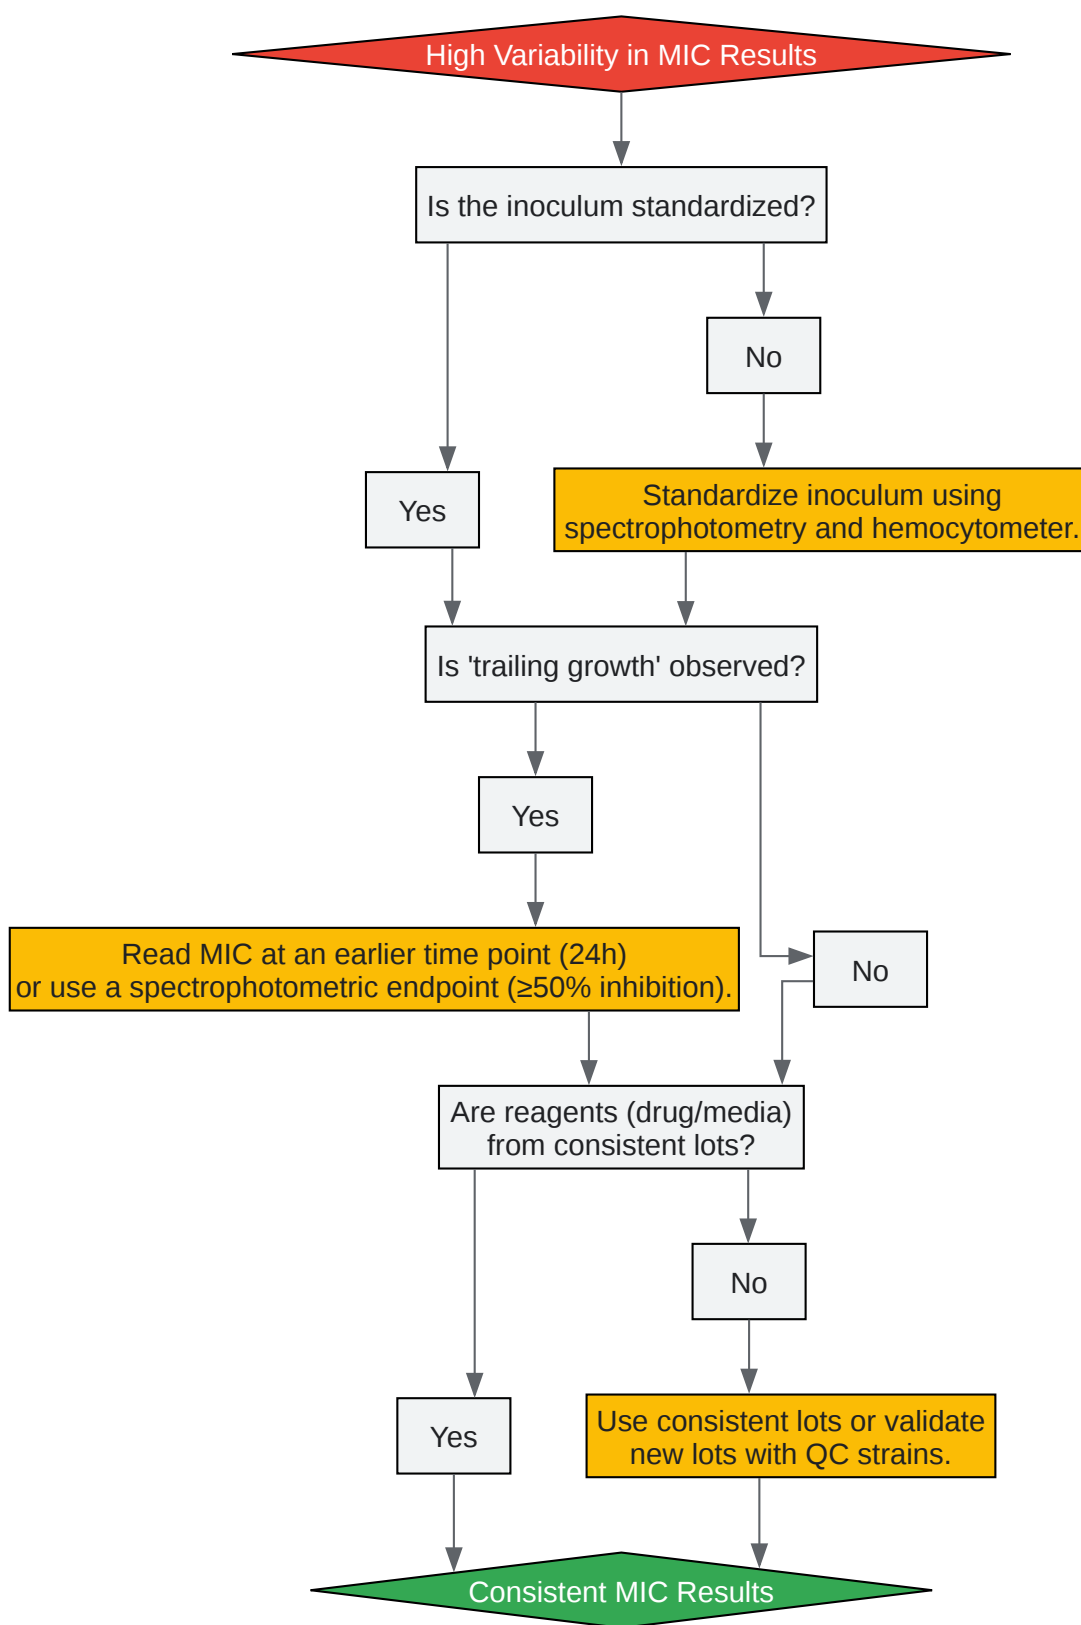 High Variability in MIC Results
Is the inoculum standardized?
No
Yes
Standardize inoculum using
spectrophotometry and hemocytometer.
Is 'trailing growth' observed?
Yes
Read MIC at an earlier time point (24h)
or use a spectrophotometric endpoint (≥50% inhibition).
No
Are reagents (drug/media)
from consistent lots?
No
Yes
Use consistent lots or validate
new lots with QC strains.
Consistent MIC Results